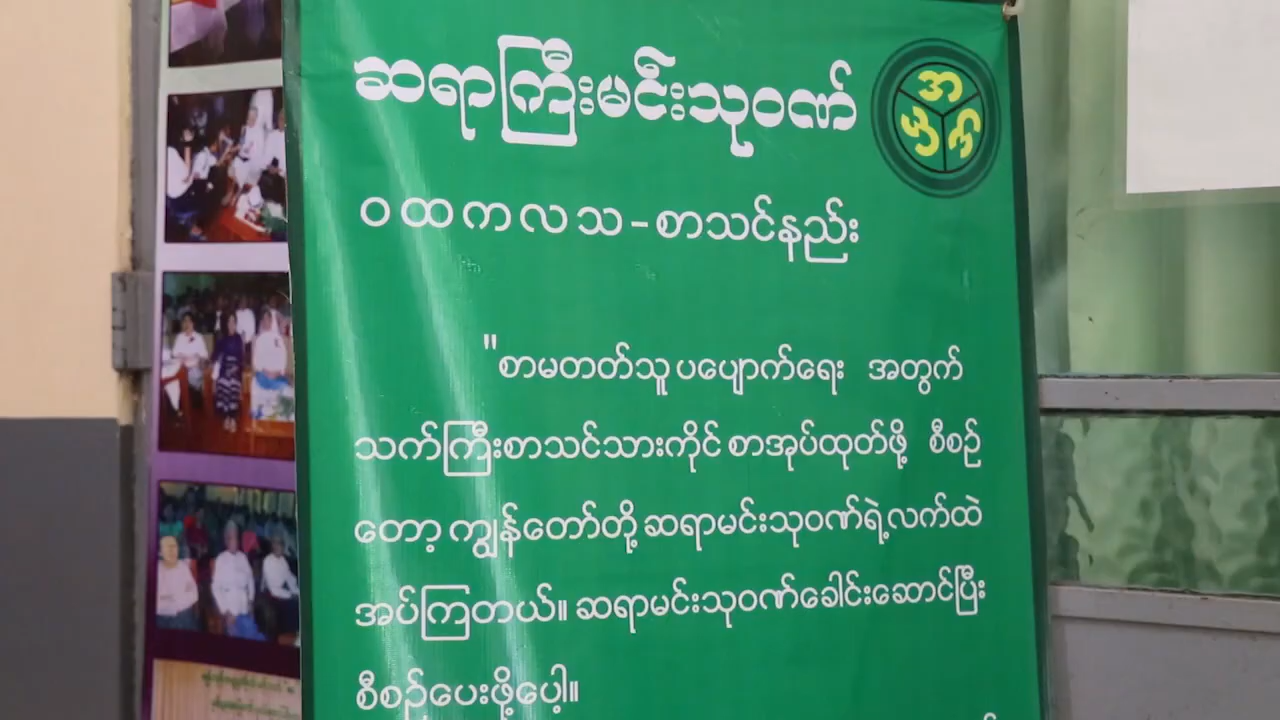 ဆရာကြီးမင်းသုဝဏ်
အ
ယ က
ဝ ထ က လ သ - စာသင်နည်း
"စာမတတ်သူ ပပျောက်ရေး အတွက်
သက်ကြီးစာသင်သားကိုင် စာအုပ်ထုတ်ဖို့ စီစဉ်
တော့ ကျွန်တော်တို့ ဆရာမင်းသုဝဏ်ရဲ့လက်ထဲ
အပ်ကြတယ်။ ဆရာမင်းသုဝဏ်ခေါင်းဆောင်ပြီး
စီစဉ်ပေးဖို့ပေါ့။